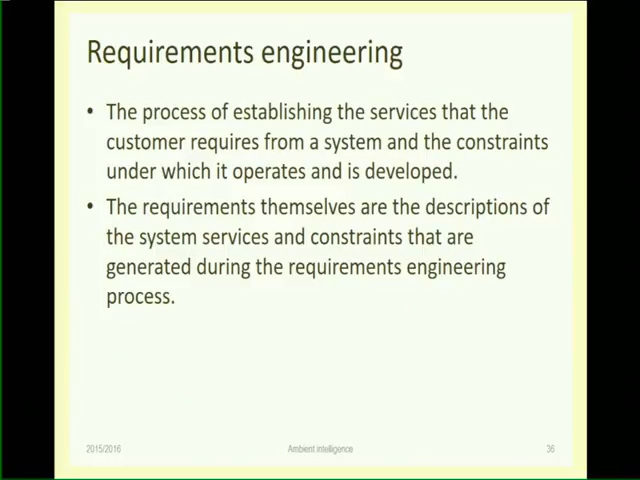 Requirements engineering
• The process of establishing the services that the
customer requires from a system and the constraints
under which it operates and is developed.
• The requirements themselves are the descriptions of
the system services and constraints that are
generated during the requirements engineering
process.
2015/2016 Ambient intelligence 36